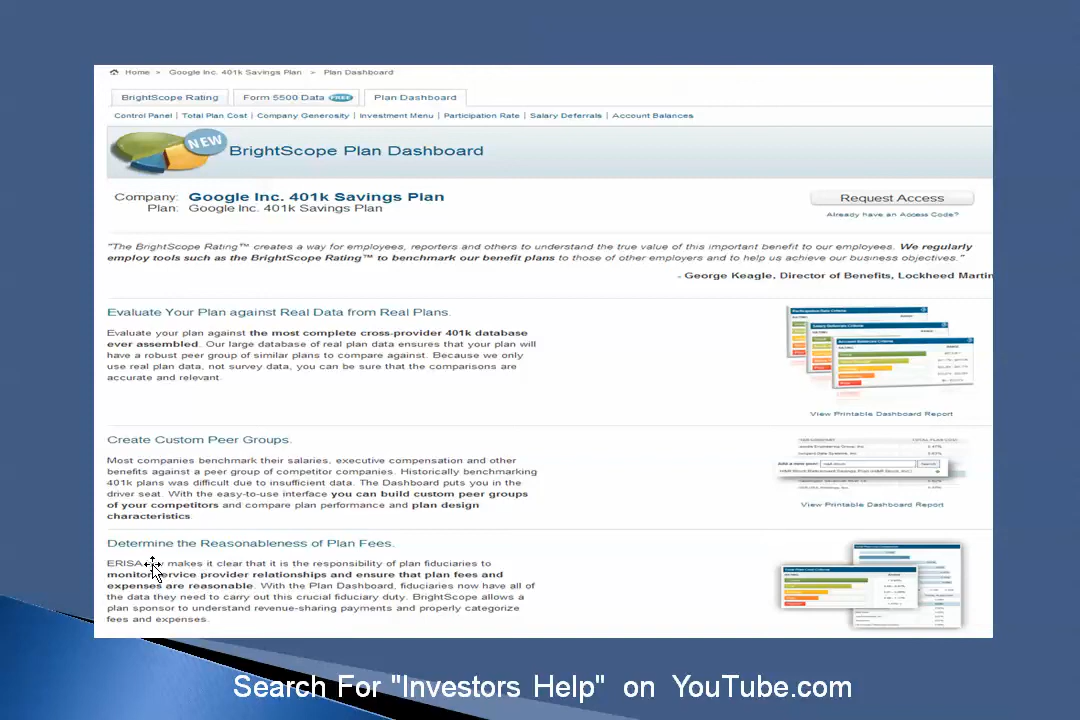 Home > Google Inc. 401k Savings Plan > Plan Dashboard
BrightScope Rating Form 5500 Data FREE Plan Dashboard
Control Panel | Total Plan Cost | Company Generosity | Investment Menu | Participation Rate | Salary Deferrals | Account Balances
NEW
BrightScope Plan Dashboard
Company: Google Inc. 401k Savings Plan
Plan: Google Inc. 401k Savings Plan
Request Access
Already have an Access Code?
"The BrightScope Rating™ creates a way for employees, reporters and others to understand the true value of this important benefit to our employees. We regularly
employ tools such as the BrightScope Rating™ to benchmark our benefit plans to those of other employers and to help us achieve our business objectives."
- George Keagle, Director of Benefits, Lockheed Martin
Evaluate Your Plan against Real Data from Real Plans.
Evaluate your plan against the most complete cross-provider 401k database
ever assembled. Our large database of real plan data ensures that your plan will
have a robust peer group of similar plans to compare against. Because we only
use real plan data, not survey data, you can be sure that the comparisons are
accurate and relevant.
View Printable Dashboard Report
Create Custom Peer Groups.
Most companies benchmark their salaries, executive compensation and other
benefits against a peer group of competitor companies. Historically benchmarking
401k plans was difficult due to insufficient data. The Dashboard puts you in the
driver seat. With the easy-to-use interface you can build custom peer groups
of your competitors and compare plan performance and plan design
characteristics.
View Printable Dashboard Report
Determine the Reasonableness of Plan Fees.
ERISA makes it clear that it is the responsibility of plan fiduciaries to
monitor service provider relationships and ensure that plan fees and
expenses are reasonable. With the Plan Dashboard, fiduciaries now have all of
the data they need to carry out this crucial fiduciary duty. BrightScope allows a
plan sponsor to understand revenue-sharing payments and properly categorize
fees and expenses.
Search For "Investors Help" on YouTube.com